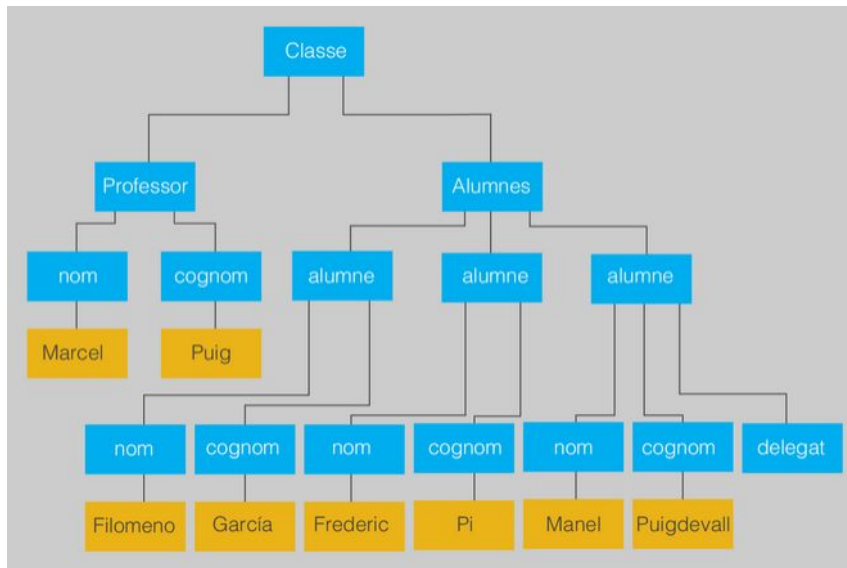 Classe
Professor
Alumnes
nom
cognom
alumne
alumne
alumne
Marcel
Puig
nom
cognom
nom
cognom
nom
cognom
delegat
Filomeno
García
Frederic
Pi
Manel
Puigdevall